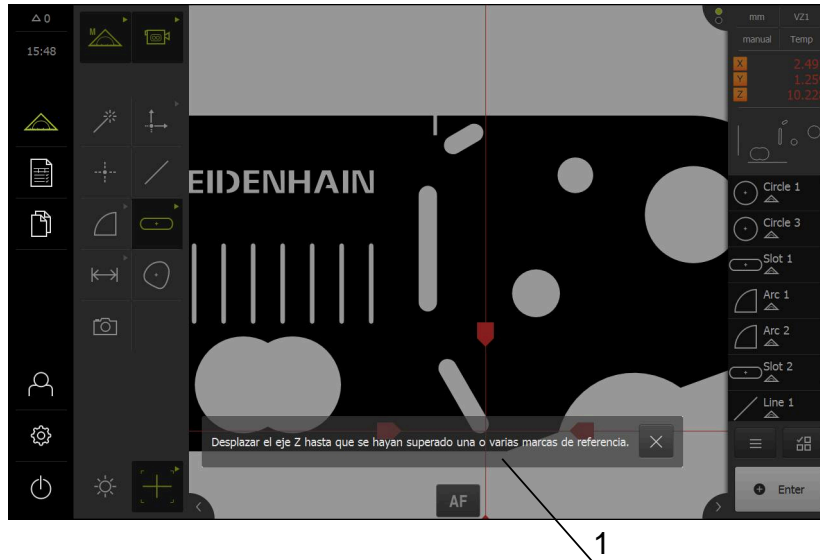 △ 0
15:48
M
mm VZ1
manual Temp
X 2.49
Y 1.25
Z 10.22
EIDENHAIN
Circle 1
Circle 3
Slot 1
Arc 1
Arc 2
Slot 2
Line 1
Desplazar el eje Z hasta que se hayan superado una o varias marcas de referencia.
AF
Enter
1